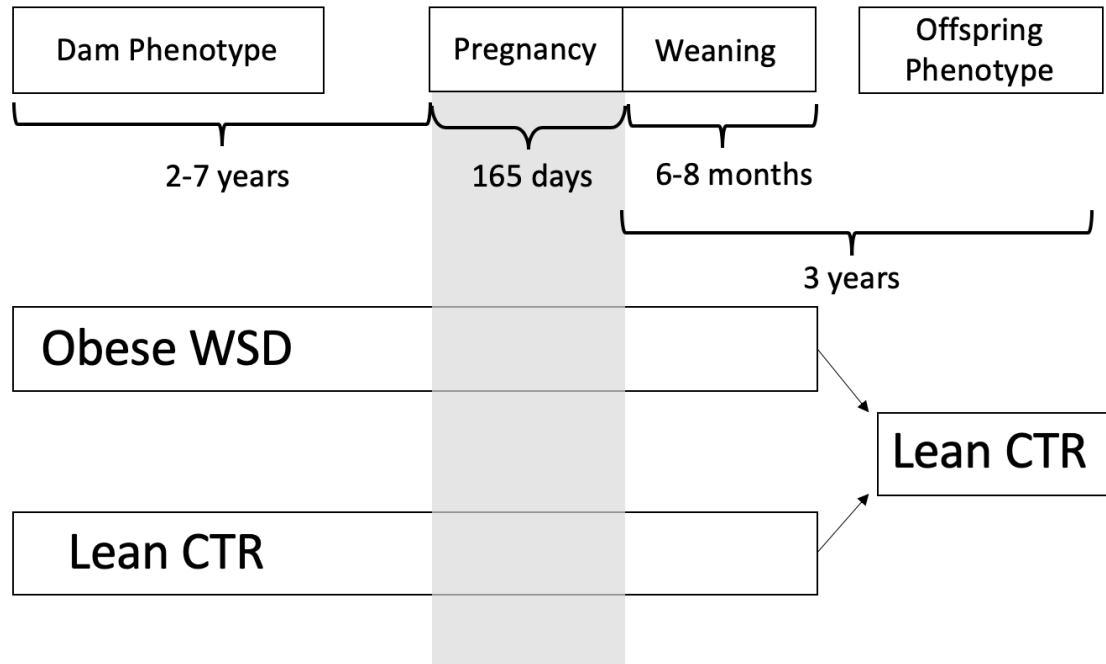 Dam Phenotype
Pregnancy
Weaning
Offspring
Phenotype
2-7 years
165 days
6-8 months
3 years
Obese WSD
Lean CTR
Lean CTR